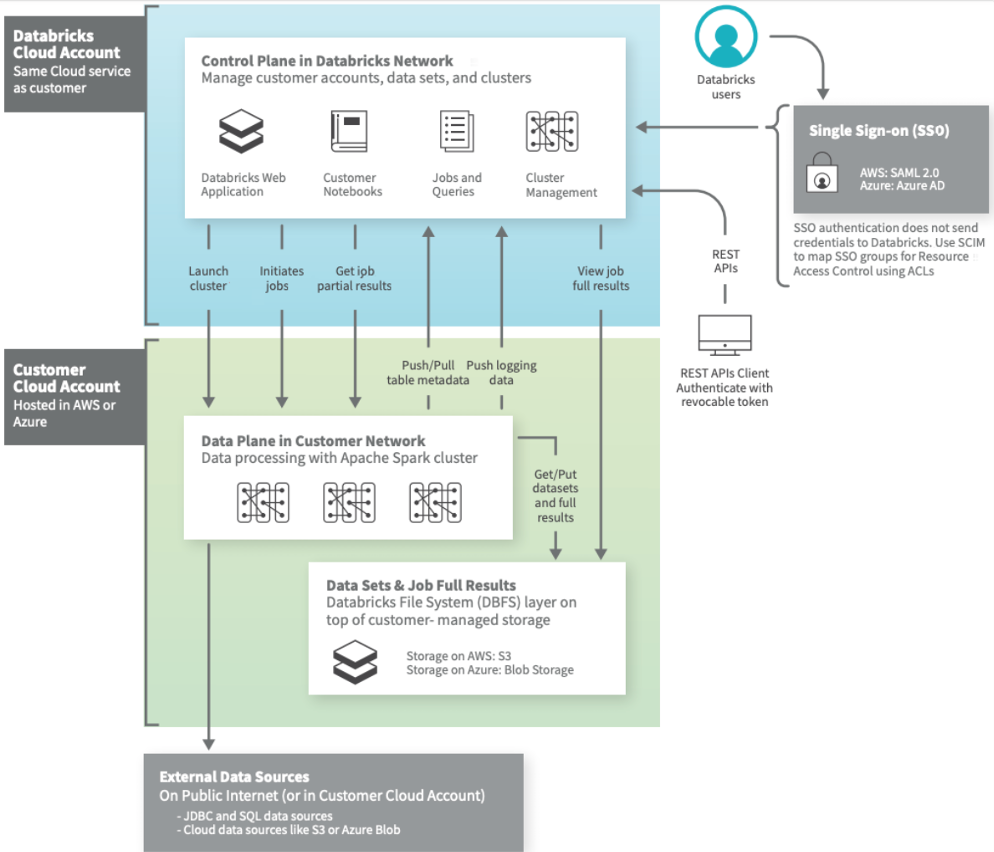 Databricks
Cloud Account
Same Cloud service
as customer
Control Plane in Databricks Network
Manage customer accounts, data sets, and clusters
Databricks Web
Application
Customer
Notebooks
Jobs and
Queries
Cluster
Management
Databricks
users
Single Sign-on (SSO)
AWS: SAML 2.0
Azure: Azure AD
SSO authentication does not send
credentials to Databricks. Use SCIM
to map SSO groups for Resource
Access Control using ACLs
REST
APIs
REST APIs Client
Authenticate with
revocable token
Launch
cluster
Initiates
jobs
Get job
partial results
View job
full results
Customer
Cloud Account
Hosted in AWS or
Azure
Push/Pull
table metadata
Push logging
data
Data Plane in Customer Network
Data processing with Apache Spark cluster
Get/Put
datasets
and full
results
Data Sets & Job Full Results
Databricks File System (DBFS) layer on
top of customer- managed storage
Storage on AWS: S3
Storage on Azure: Blob Storage
External Data Sources
On Public Internet (or in Customer Cloud Account)
- JDBC and SQL data sources
- Cloud data sources like S3 or Azure Blob